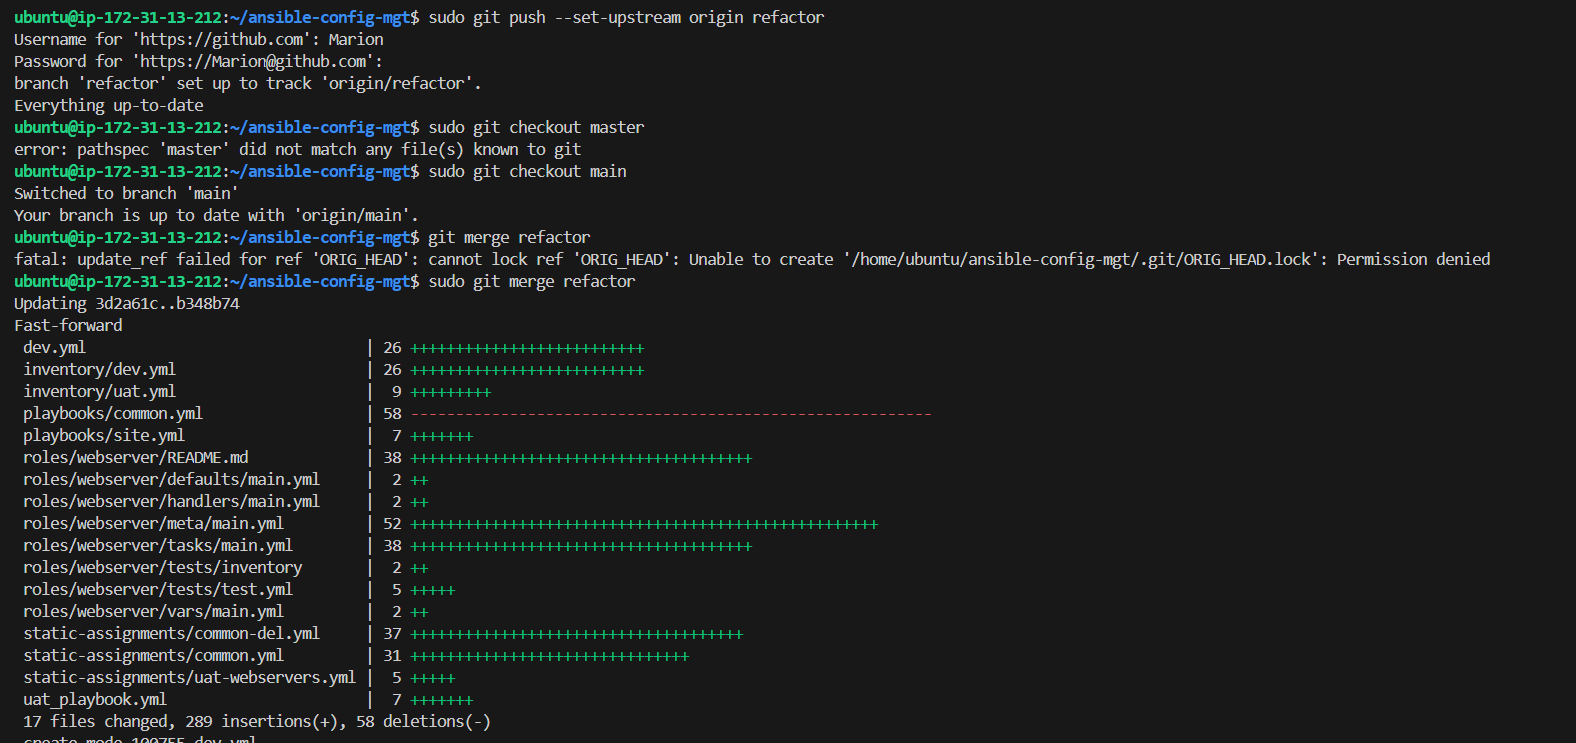 ubuntu@ip-172-31-13-212:~/ansible-config-mgt$ sudo git push --set-upstream origin refactor
Username for 'https://github.com': Marion
Password for 'https://Marion@github.com':
branch 'refactor' set up to track 'origin/refactor'.
Everything up-to-date
ubuntu@ip-172-31-13-212:~/ansible-config-mgt$ sudo git checkout master
error: pathspec 'master' did not match any file(s) known to git
ubuntu@ip-172-31-13-212:~/ansible-config-mgt$ sudo git checkout main
Switched to branch 'main'
Your branch is up to date with 'origin/main'.
ubuntu@ip-172-31-13-212:~/ansible-config-mgt$ git merge refactor
fatal: update_ref failed for ref 'ORIG_HEAD': cannot lock ref 'ORIG_HEAD': Unable to create '/home/ubuntu/ansible-config-mgt/.git/ORIG_HEAD.lock': Permission denied
ubuntu@ip-172-31-13-212:~/ansible-config-mgt$ sudo git merge refactor
Updating 3d2a61c..b348b74
Fast-forward
 dev.yml                               | 26 ++++++++++++++++++++++++++
 inventory/dev.yml                     | 26 ++++++++++++++++++++++++++
 inventory/uat.yml                     |  9 +++++++++
 playbooks/common.yml                  | 58 ----------------------------------------------------------
 playbooks/site.yml                    |  7 +++++++
 roles/webserver/README.md             | 38 ++++++++++++++++++++++++++++++++++++++
 roles/webserver/defaults/main.yml     |  2 ++
 roles/webserver/handlers/main.yml     |  2 ++
 roles/webserver/meta/main.yml         | 52 ++++++++++++++++++++++++++++++++++++++++++++++++++++
 roles/webserver/tasks/main.yml        | 38 ++++++++++++++++++++++++++++++++++++++
 roles/webserver/tests/inventory       |  2 ++
 roles/webserver/tests/test.yml        |  5 +++++
 roles/webserver/vars/main.yml         |  2 ++
 static-assignments/common-del.yml     | 37 +++++++++++++++++++++++++++++++++++++
 static-assignments/common.yml         | 31 +++++++++++++++++++++++++++++++
 static-assignments/uat-webservers.yml |  5 +++++
 uat_playbook.yml                      |  7 +++++++
 17 files changed, 289 insertions(+), 58 deletions(-)
 create mode 100755 dev.yml